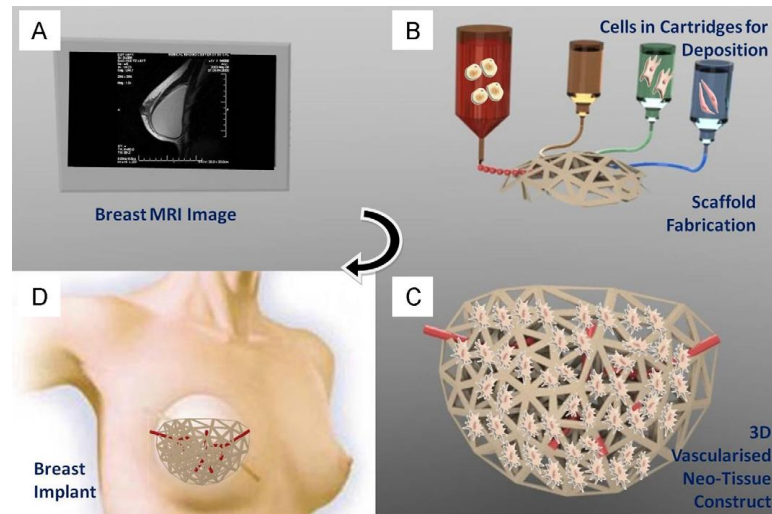 A
Breast MRI Image
B
Cells in Cartridges for
Deposition
Scaffold
Fabrication
D
Breast
Implant
C
3D
Vascularised
Neo-Tissue
Construct